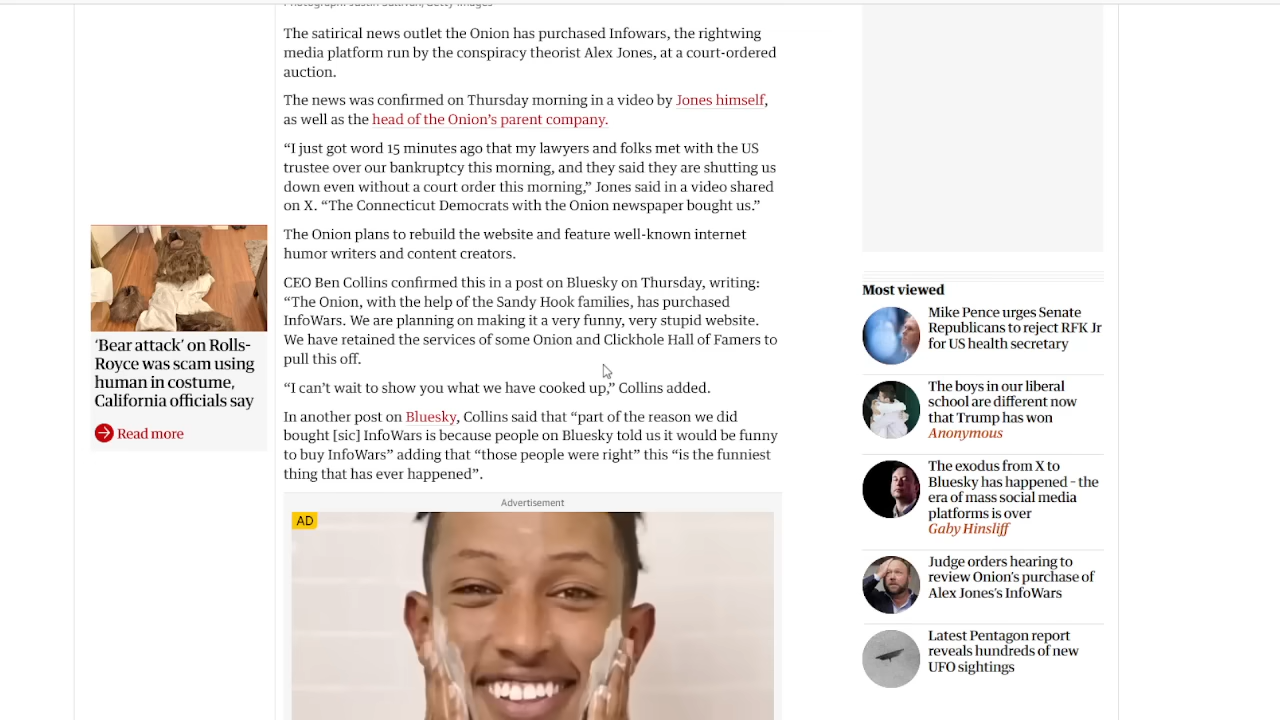 The satirical news outlet the Onion has purchased Infowars, the rightwing
media platform run by the conspiracy theorist Alex Jones, at a court-ordered
auction.
The news was confirmed on Thursday morning in a video by Jones himself,
as well as the head of the Onion’s parent company.
“I just got word 15 minutes ago that my lawyers and folks met with the US
trustee over our bankruptcy this morning, and they said they are shutting us
down even without a court order this morning,” Jones said in a video shared
on X. “The Connecticut Democrats with the Onion newspaper bought us.”
The Onion plans to rebuild the website and feature well-known internet
humor writers and content creators.
CEO Ben Collins confirmed this in a post on Bluesky on Thursday, writing:
“The Onion, with the help of the Sandy Hook families, has purchased
InfoWars. We are planning on making it a very funny, very stupid website.
We have retained the services of some Onion and Clickhole Hall of Famers to
pull this off.
“I can’t wait to show you what we have cooked up,” Collins added.
In another post on Bluesky, Collins said that “part of the reason we did
bought [sic] InfoWars is because people on Bluesky told us it would be funny
to buy InfoWars” adding that “those people were right” this “is the funniest
thing that has ever happened”.
Advertisement
AD
‘Bear attack’ on Rolls-
Royce was scam using
human in costume,
California officials say
Read more
Most viewed
Mike Pence urges Senate
Republicans to reject RFK Jr
for US health secretary
The boys in our liberal
school are different now
that Trump has won
Anonymous
The exodus from X to
Bluesky has happened – the
era of mass social media
platforms is over
Gaby Hinsliff
Judge orders hearing to
review Onion’s purchase of
Alex Jones’s InfoWars
Latest Pentagon report
reveals hundreds of new
UFO sightings